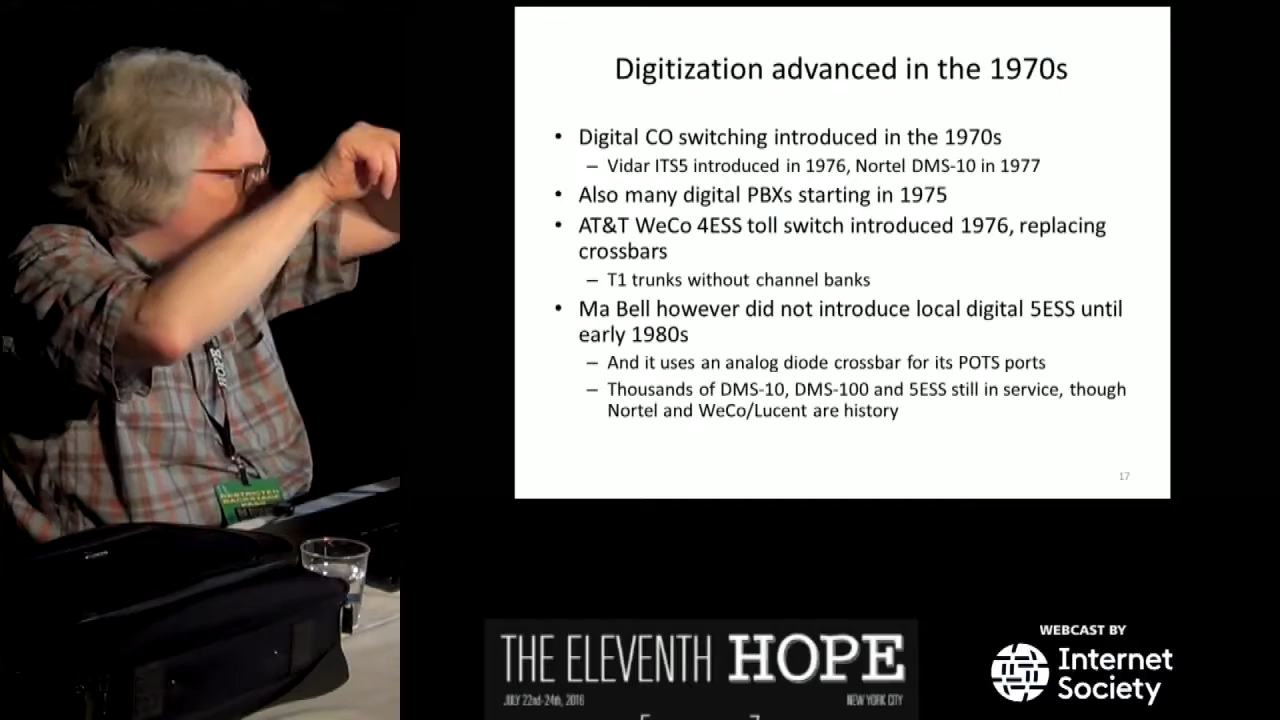 Digitization advanced in the 1970s
• Digital CO switching introduced in the 1970s
– Vidar ITS5 introduced in 1976, Nortel DMS-10 in 1977
• Also many digital PBXs starting in 1975
• AT&T WeCo 4ESS toll switch introduced 1976, replacing
crossbars
– T1 trunks without channel banks
• Ma Bell however did not introduce local digital 5ESS until
early 1980s
– And it uses an analog diode crossbar for its POTS ports
– Thousands of DMS-10, DMS-100 and 5ESS still in service, though
Nortel and WeCo/Lucent are history
17
HOPE
RESTRICTED
BACKSTAGE
PASS
THE ELEVENTH HOPE
JULY 22nd-24th, 2016
NEW YORK CITY
WEBCAST BY
Internet
Society